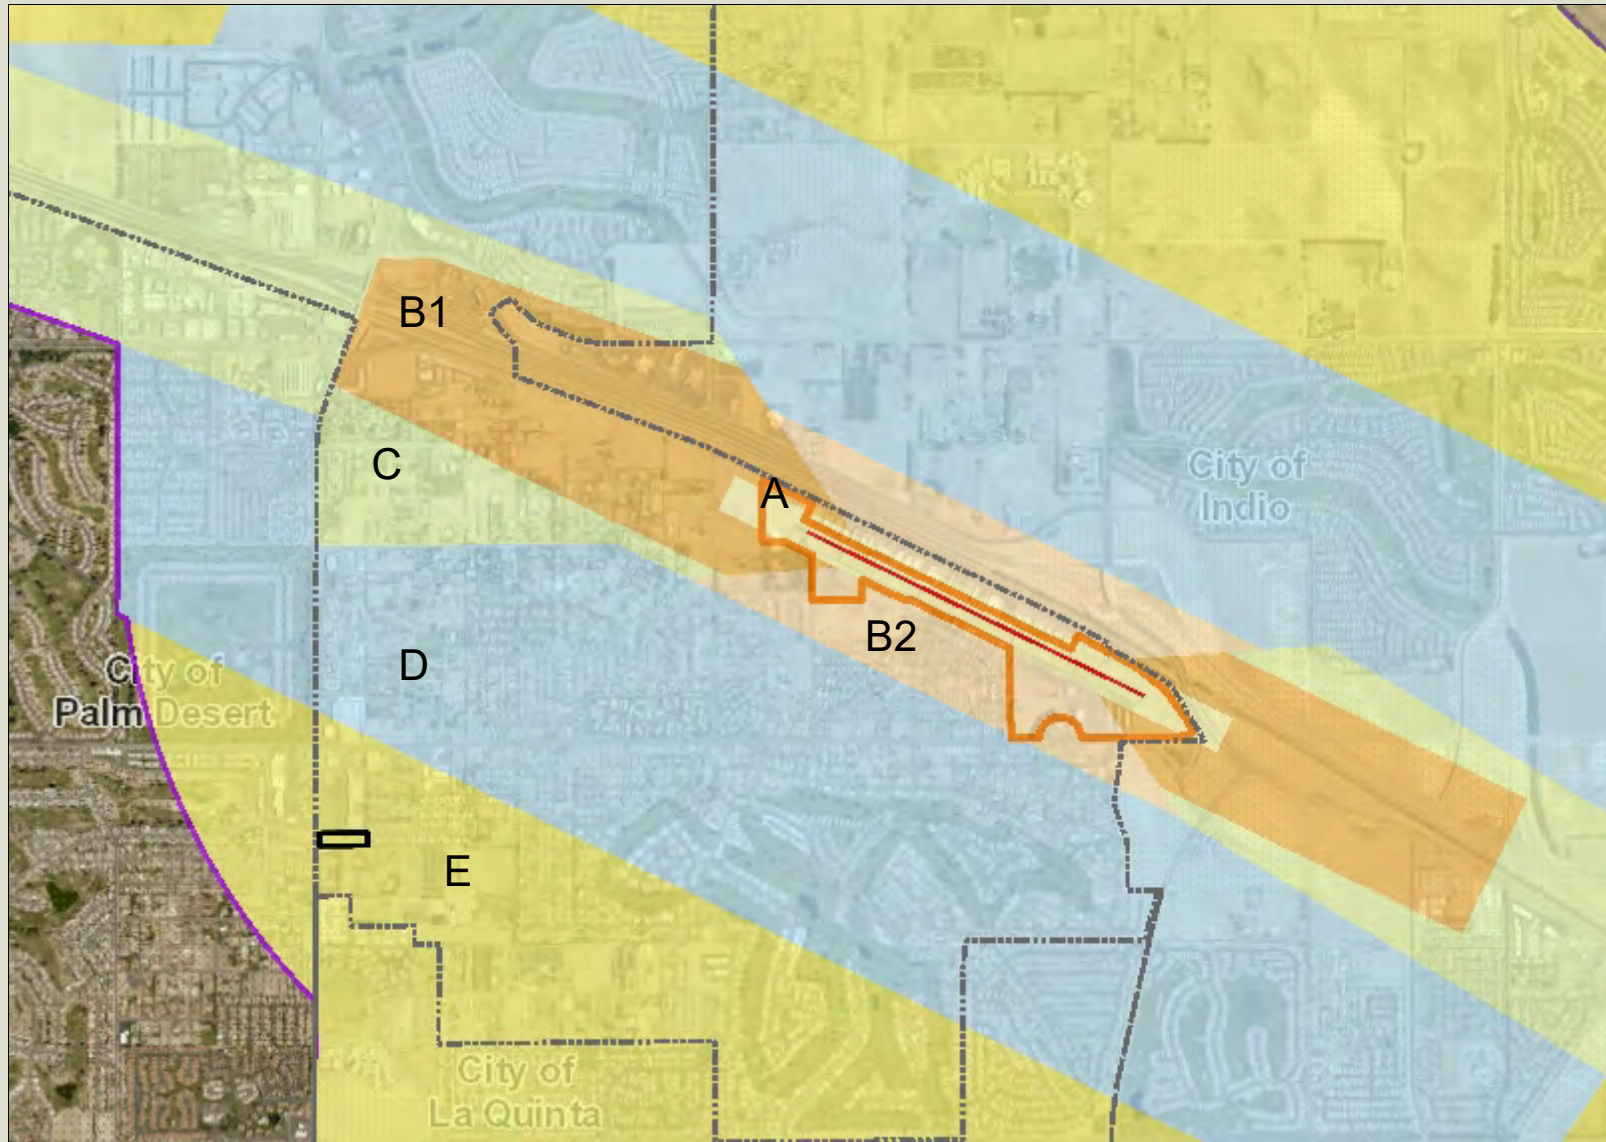 B1
C
A
City of
Indio
B2
D
City of
Palm Desert
E
City of
La Quinta